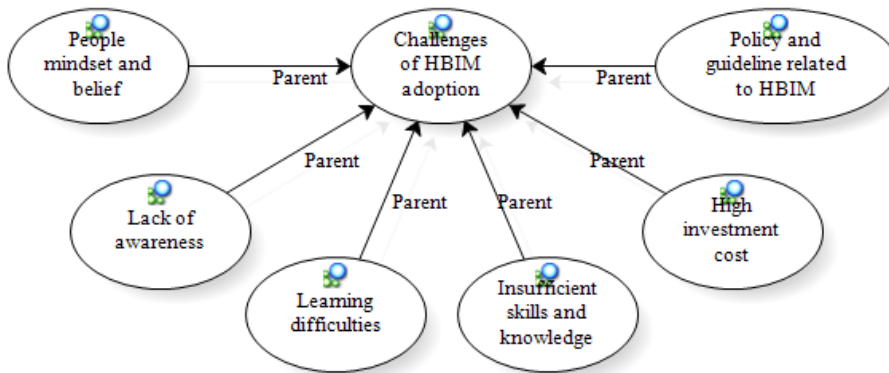 People
mindset and
belief
Challenges
of HBIM
adoption
Policy and
guideline related
to HBIM
Parent
Parent
Parent
Parent
Parent
Parent
Lack of
awareness
High
investment
cost
Learning
difficulties
Insufficient
skills and
knowledge